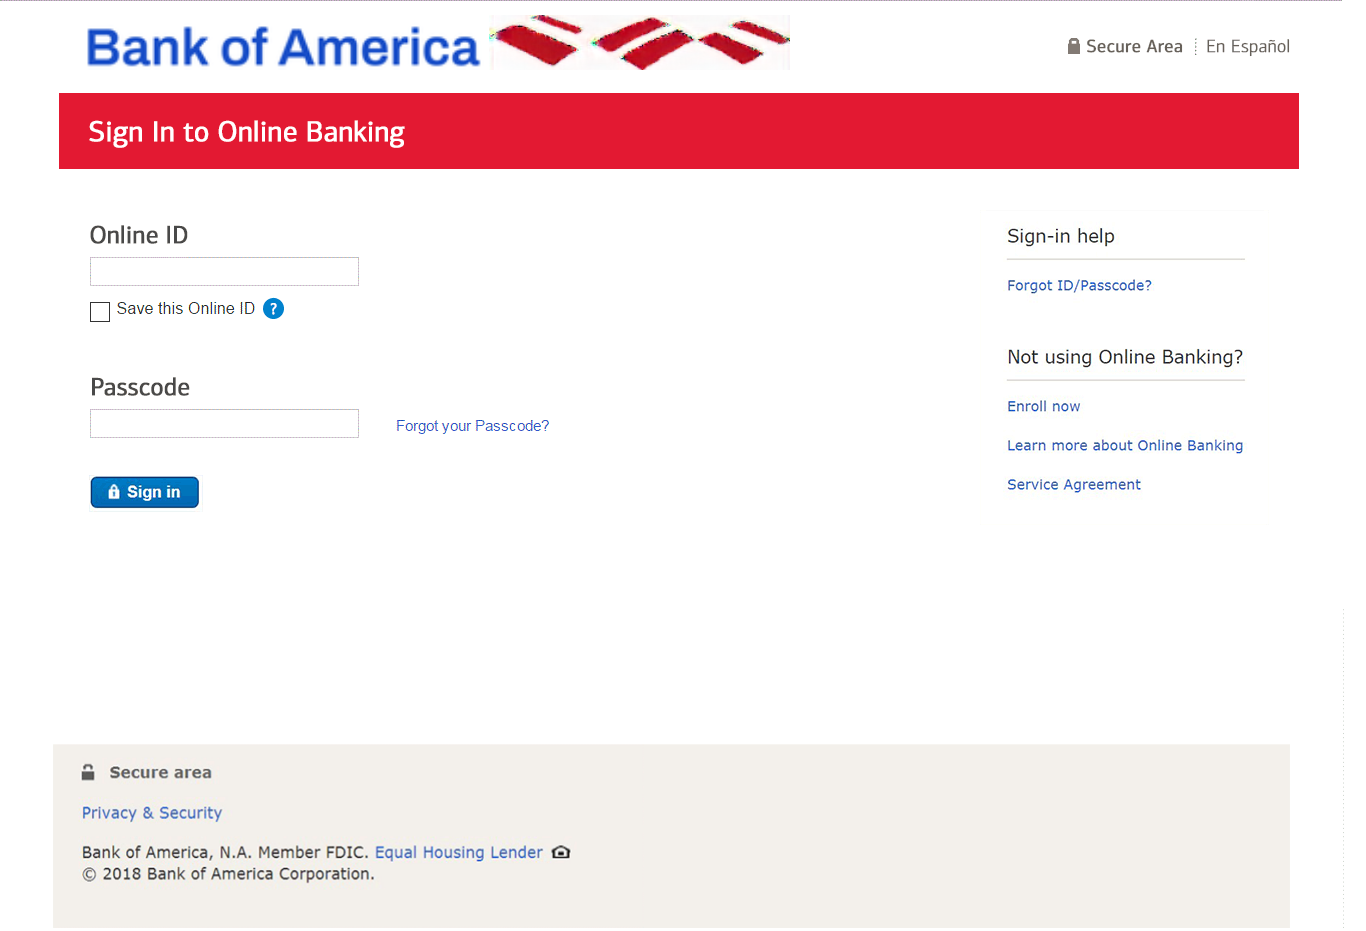 Bank of America
Secure Area
En Español
Sign In to Online Banking
Online ID
Save this Online ID ?
Passcode
Forgot your Passcode?
Sign in
Sign-in help
Forgot ID/Passcode?
Not using Online Banking?
Enroll now
Learn more about Online Banking
Service Agreement
Secure area
Privacy & Security
Bank of America, N.A. Member FDIC. Equal Housing Lender
© 2018 Bank of America Corporation.